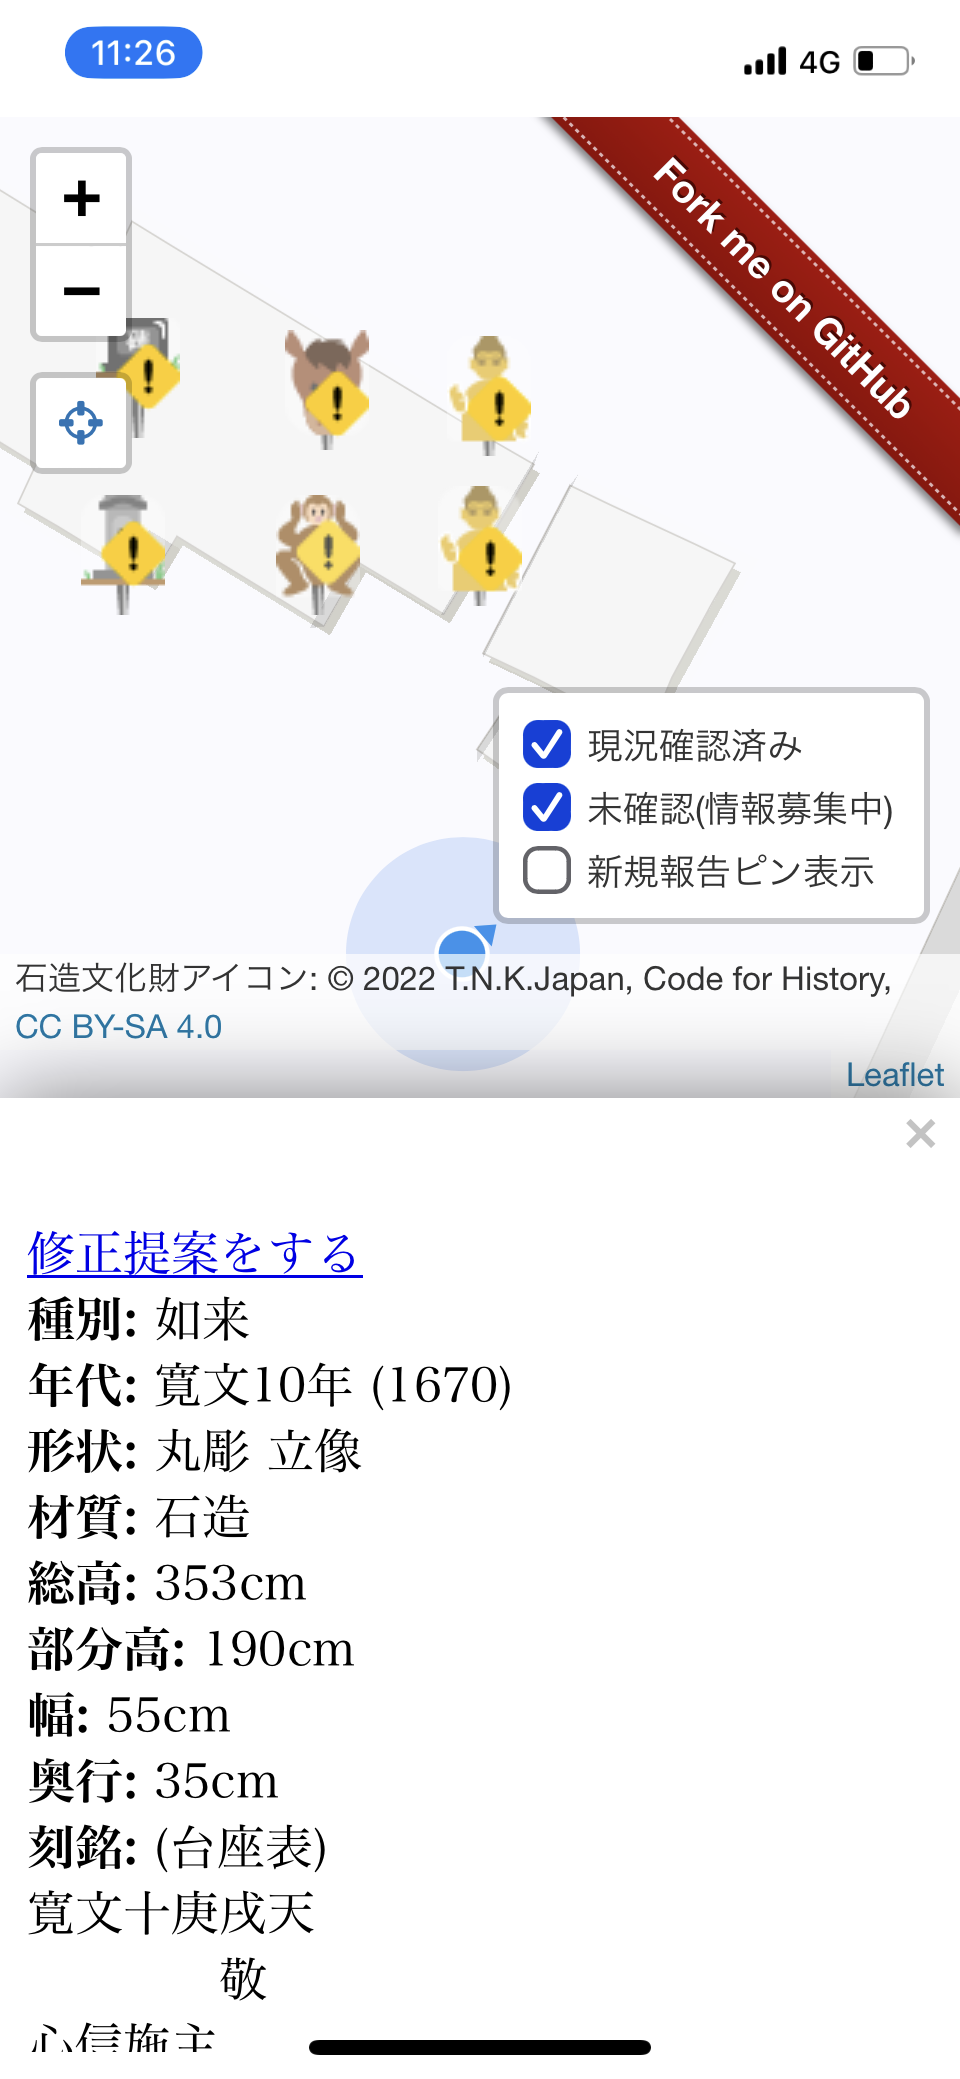 11:26
4G
+
−
Fork me on GitHub
現況確認済み
未確認(情報募集中)
新規報告ピン表示
石造文化財アイコン: © 2022 T.N.K.Japan, Code for History,
CC BY-SA 4.0
Leaflet
×
修正提案をする
種別: 如来
年代: 寛文10年 (1670)
形状: 丸彫 立像
材質: 石造
総高: 353cm
部分高: 190cm
幅: 55cm
奥行: 35cm
刻銘: (台座表)
寛文十庚戌天
敬
心信施主